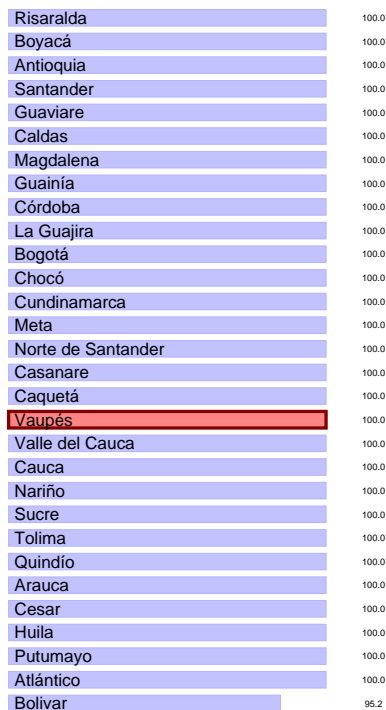 Risaralda 100.0
Boyacá 100.0
Antioquia 100.0
Santander 100.0
Guaviare 100.0
Caldas 100.0
Magdalena 100.0
Guainía 100.0
Córdoba 100.0
La Guajira 100.0
Bogotá 100.0
Chocó 100.0
Cundinamarca 100.0
Meta 100.0
Norte de Santander 100.0
Casanare 100.0
Caquetá 100.0
Vaupés 100.0
Valle del Cauca 100.0
Cauca 100.0
Nariño 100.0
Sucre 100.0
Tolima 100.0
Quindío 100.0
Arauca 100.0
Cesar 100.0
Huila 100.0
Putumayo 100.0
Atlántico 100.0
Bolivar 95.2